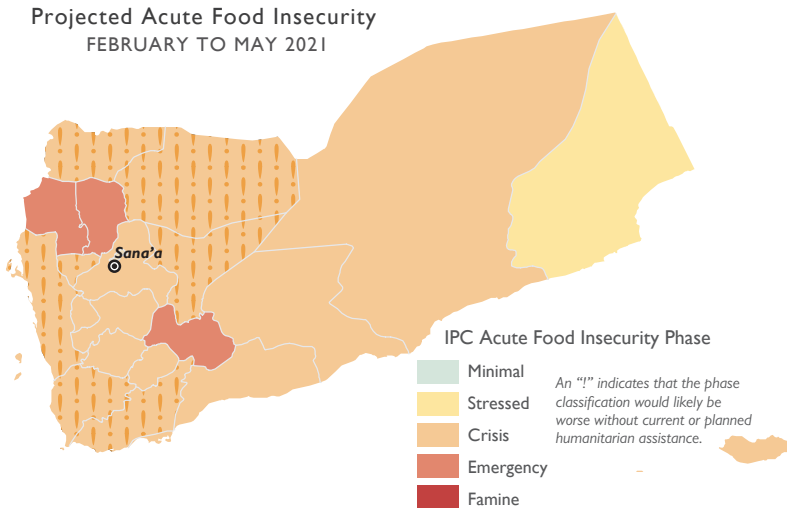 Projected Acute Food Insecurity
FEBRUARY TO MAY 2021
Sana’a
IPC Acute Food Insecurity Phase
Minimal
Stressed
Crisis
Emergency
Famine
An “!” indicates that the phase
classification would likely be
worse without current or planned
humanitarian assistance.